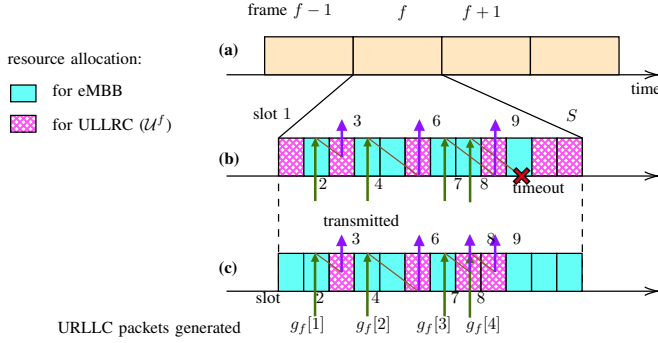 frame f − 1 f f + 1
resource allocation:
(a)
for eMBB
time
slot 1 3 6 9 S
for ULLRC (𝒰^f)
(b)
2 4 7 8 timeout
transmitted
3 6 8 9
(c)
slot 2 4 7 8
URLLC packets generated g_f[1] g_f[2] g_f[3] g_f[4]